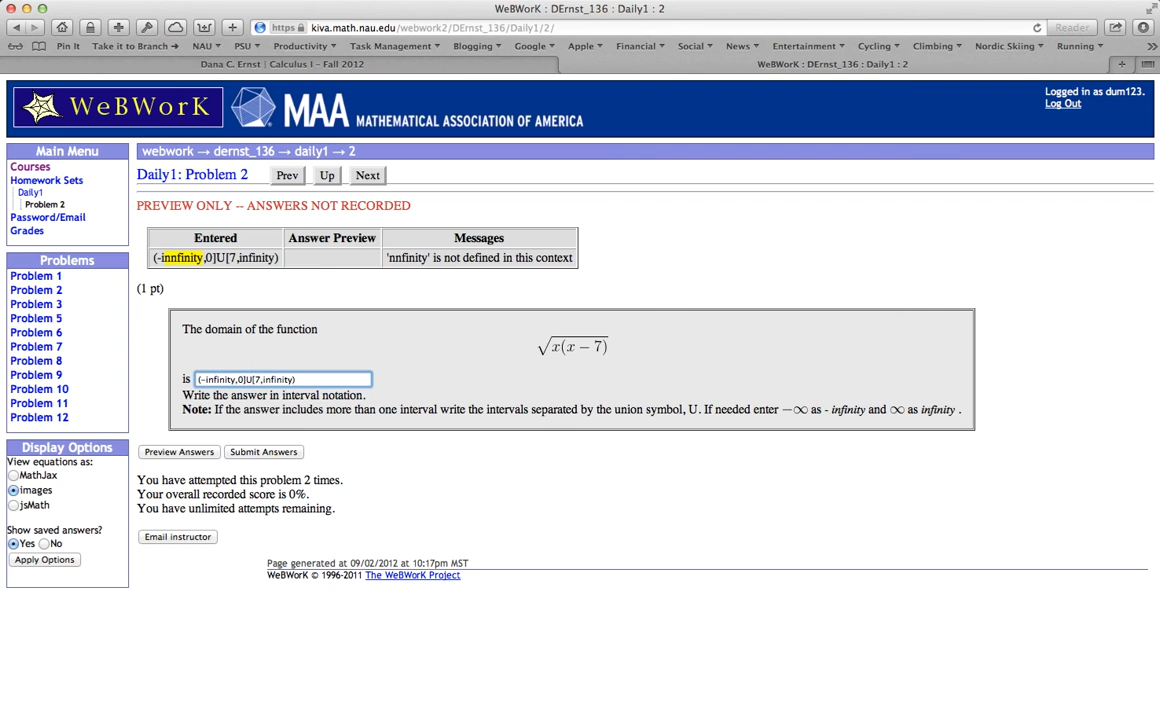 WeBWorK : DErnst_136 : Daily1 : 2
https kiva.math.nau.edu/webwork2/DErnst_136/Daily1/2/ Reader
Pin It Take it to Branch → NAU PSU Productivity Task Management Blogging Google Apple Financial Social News Entertainment Cycling Climbing Nordic Skiing Running
Dana C. Ernst | Calculus I – Fall 2012 WeBWorK : DErnst_136 : Daily1 : 2
WeBWorK MAA MATHEMATICAL ASSOCIATION OF AMERICA
Logged in as dum123.
Log Out
Main Menu
Courses
Homework Sets
Daily1
Problem 2
Password/Email
Grades
Problems
Problem 1
Problem 2
Problem 3
Problem 5
Problem 6
Problem 7
Problem 8
Problem 9
Problem 10
Problem 11
Problem 12
Display Options
View equations as:
MathJax
images
jsMath
Show saved answers?
Yes No
Apply Options
webwork → dernst_136 → daily1 → 2
Daily1: Problem 2 Prev Up Next
PREVIEW ONLY -- ANSWERS NOT RECORDED
Entered Answer Preview Messages
(-innfinity,0]U[7,infinity) 'nnfinity' is not defined in this context
(1 pt)
The domain of the function
√x(x − 7)
is (-infinity,0]U[7,infinity)
Write the answer in interval notation.
Note: If the answer includes more than one interval write the intervals separated by the union symbol, U. If needed enter −∞ as - infinity and ∞ as infinity .
Preview Answers Submit Answers
You have attempted this problem 2 times.
Your overall recorded score is 0%.
You have unlimited attempts remaining.
Email instructor
Page generated at 09/02/2012 at 10:17pm MST
WeBWorK © 1996-2011 The WeBWorK Project